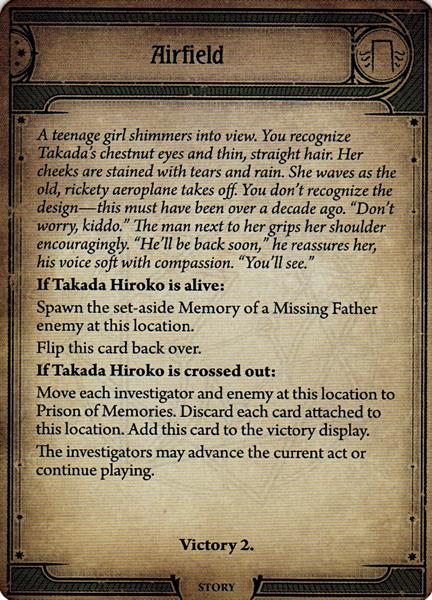 Airfield
A teenage girl shimmers into view. You recognize
Takada's chestnut eyes and thin, straight hair. Her
cheeks are stained with tears and rain. She waves as the
old, rickety aeroplane takes off. You don't recognize the
design—this must have been over a decade ago. "Don't
worry, kiddo." The man next to her grips her shoulder
encouragingly. "He'll be back soon," he reassures her,
his voice soft with compassion. "You'll see."
If Takada Hiroko is alive:
Spawn the set-aside Memory of a Missing Father
enemy at this location.
Flip this card back over.
If Takada Hiroko is crossed out:
Move each investigator and enemy at this location to
Prison of Memories. Discard each card attached to
this location. Add this card to the victory display.
The investigators may advance the current act or
continue playing.
Victory 2.
STORY